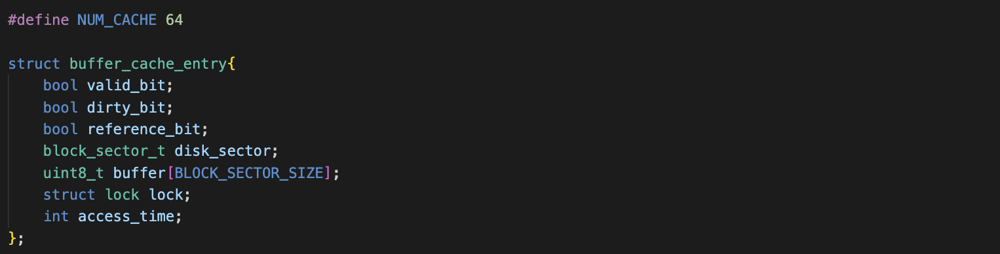 #define NUM_CACHE 64
struct buffer_cache_entry{
    bool valid_bit;
    bool dirty_bit;
    bool reference_bit;
    block_sector_t disk_sector;
    uint8_t buffer[BLOCK_SECTOR_SIZE];
    struct lock lock;
    int access_time;
};